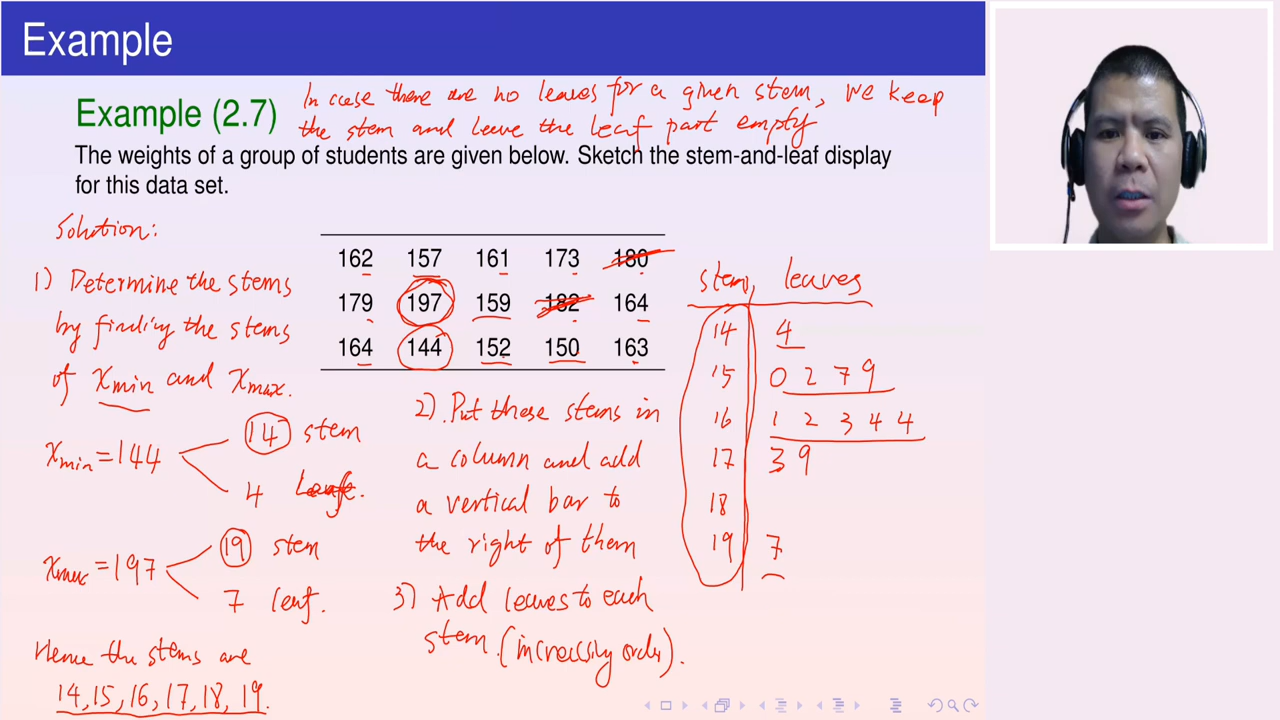 Example
Example (2.7)
In case there are no leaves for a given stem, we keep
the stem and leave the leaf part empty
The weights of a group of students are given below. Sketch the stem-and-leaf display
for this data set.
Solution:
1) Determine the stems
by finding the stems
of xmin and xmax.
xmin = 144
14 stem
4 leaf.
xmax = 197
19 stem
7 leaf.
Hence the stems are
14, 15, 16, 17, 18, 19.
162 157 161 173 180
179 197 159 182 164
164 144 152 150 163
2). Put these stems in
a column and add
a vertical bar to
the right of them
3) Add leaves to each
stem. (increasily order).
stem, leaves
14 4
15 0 2 7 9
16 1 2 3 4 4
17 3 9
18
19 7